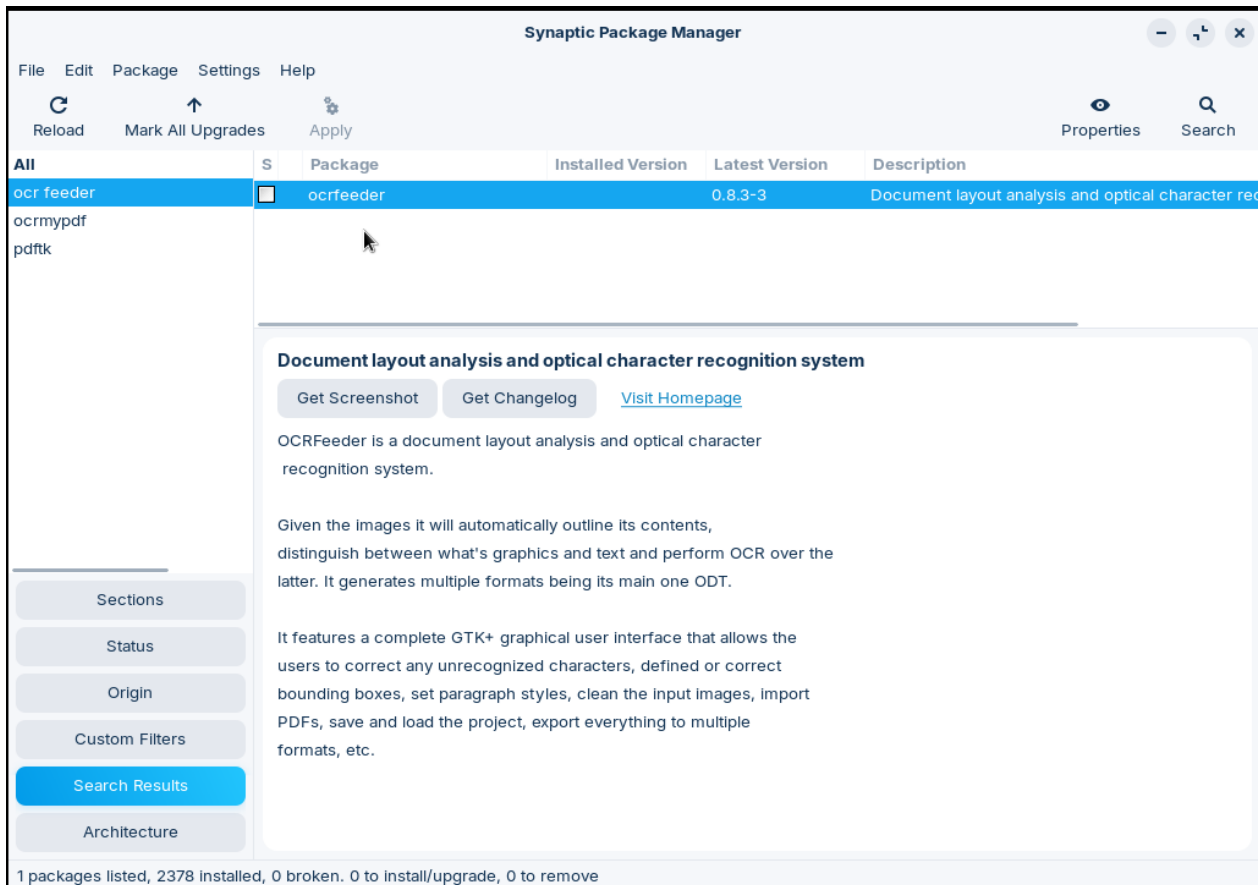 Synaptic Package Manager
File Edit Package Settings Help
Reload Mark All Upgrades Apply Properties Search
All
ocr feeder
ocrmypdf
pdftk
S Package Installed Version Latest Version Description
ocrfeeder 0.8.3-3 Document layout analysis and optical character rec
Document layout analysis and optical character recognition system
Get Screenshot Get Changelog Visit Homepage
OCRFeeder is a document layout analysis and optical character
recognition system.
Given the images it will automatically outline its contents,
distinguish between what's graphics and text and perform OCR over the
latter. It generates multiple formats being its main one ODT.
It features a complete GTK+ graphical user interface that allows the
users to correct any unrecognized characters, defined or correct
bounding boxes, set paragraph styles, clean the input images, import
PDFs, save and load the project, export everything to multiple
formats, etc.
Sections
Status
Origin
Custom Filters
Search Results
Architecture
1 packages listed, 2378 installed, 0 broken. 0 to install/upgrade, 0 to remove